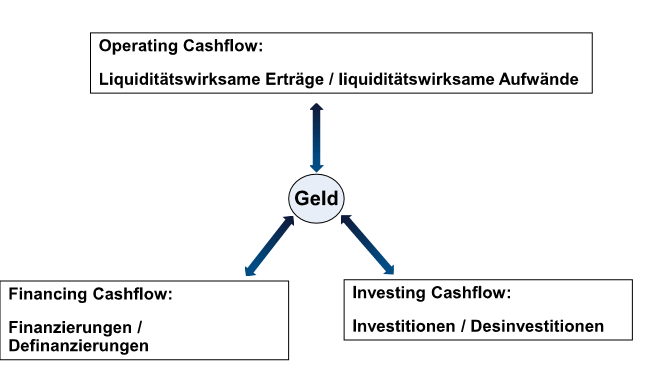 Operating Cashflow:
Liquiditätswirksame Erträge / liquiditätswirksame Aufwände
Geld
Financing Cashflow:
Finanzierungen /
Definanzierungen
Investing Cashflow:
Investitionen / Desinvestitionen